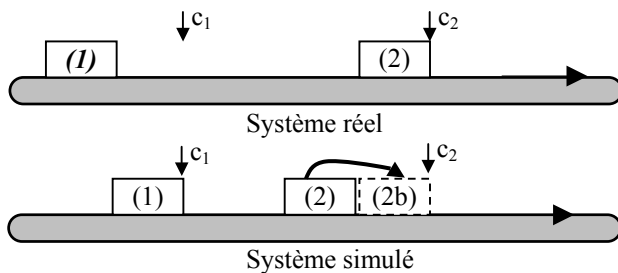 c1 c2
(1) (2)
Système réel
c1 c2
(1) (2) (2b)
Système simulé